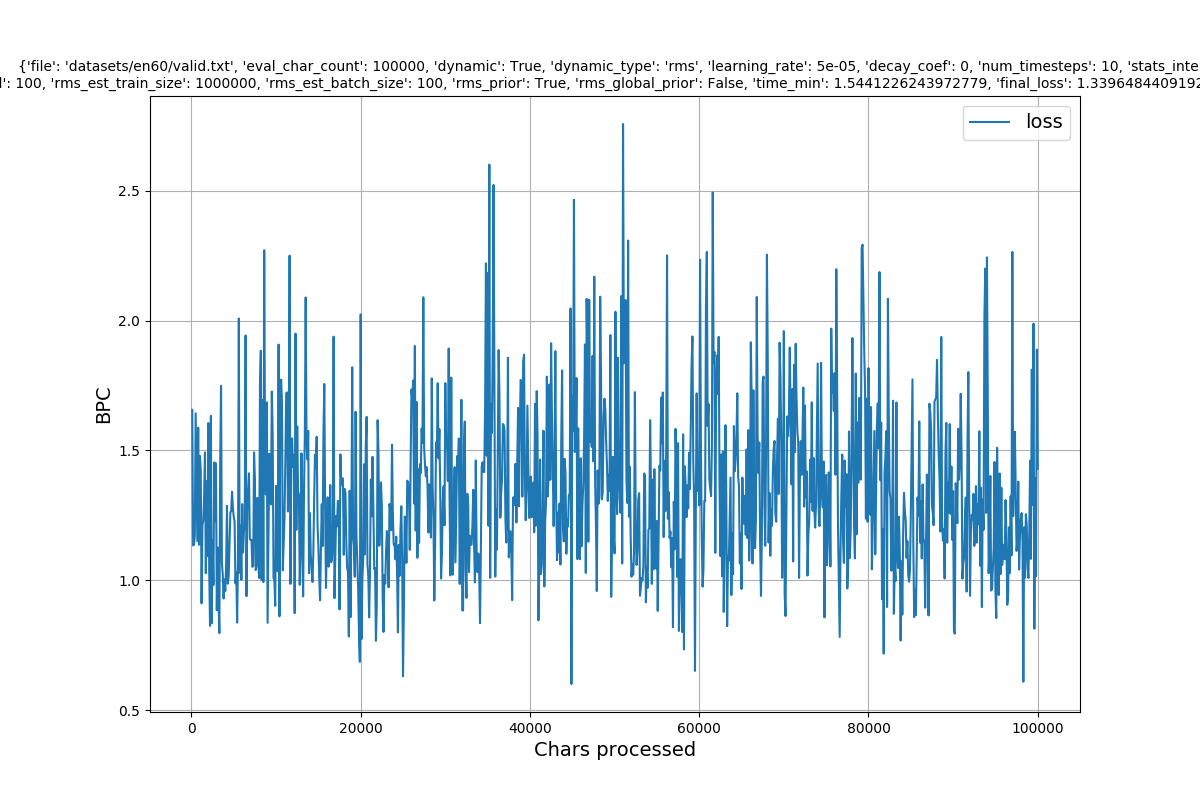 {'file': 'datasets/en60/valid.txt', 'eval_char_count': 100000, 'dynamic': True, 'dynamic_type': 'rms', 'learning_rate': 5e-05, 'decay_coef': 0, 'num_timesteps': 10,
100, 'rms_est_train_size': 1000000, 'rms_est_batch_size': 100, 'rms_prior': True, 'rms_global_prior': False, 'time_min': 1.5441226243972779, 'final_loss': 1.3396484409192
loss
2.5
2.0
1.5
1.0
0.5
BPC
0 20000 40000 60000 80000 100000
Chars processed